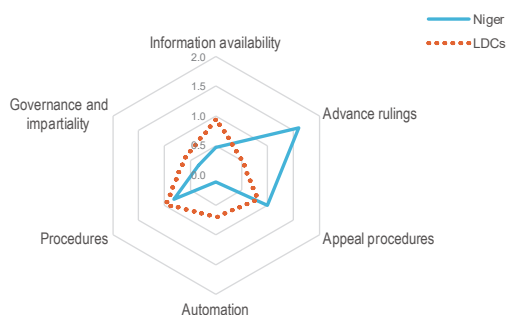 Niger
LDCs
Information availability
2.0
1.5
1.0
0.5
0.0
Governance and
impartiality
Advance rulings
Procedures
Appeal procedures
Automation